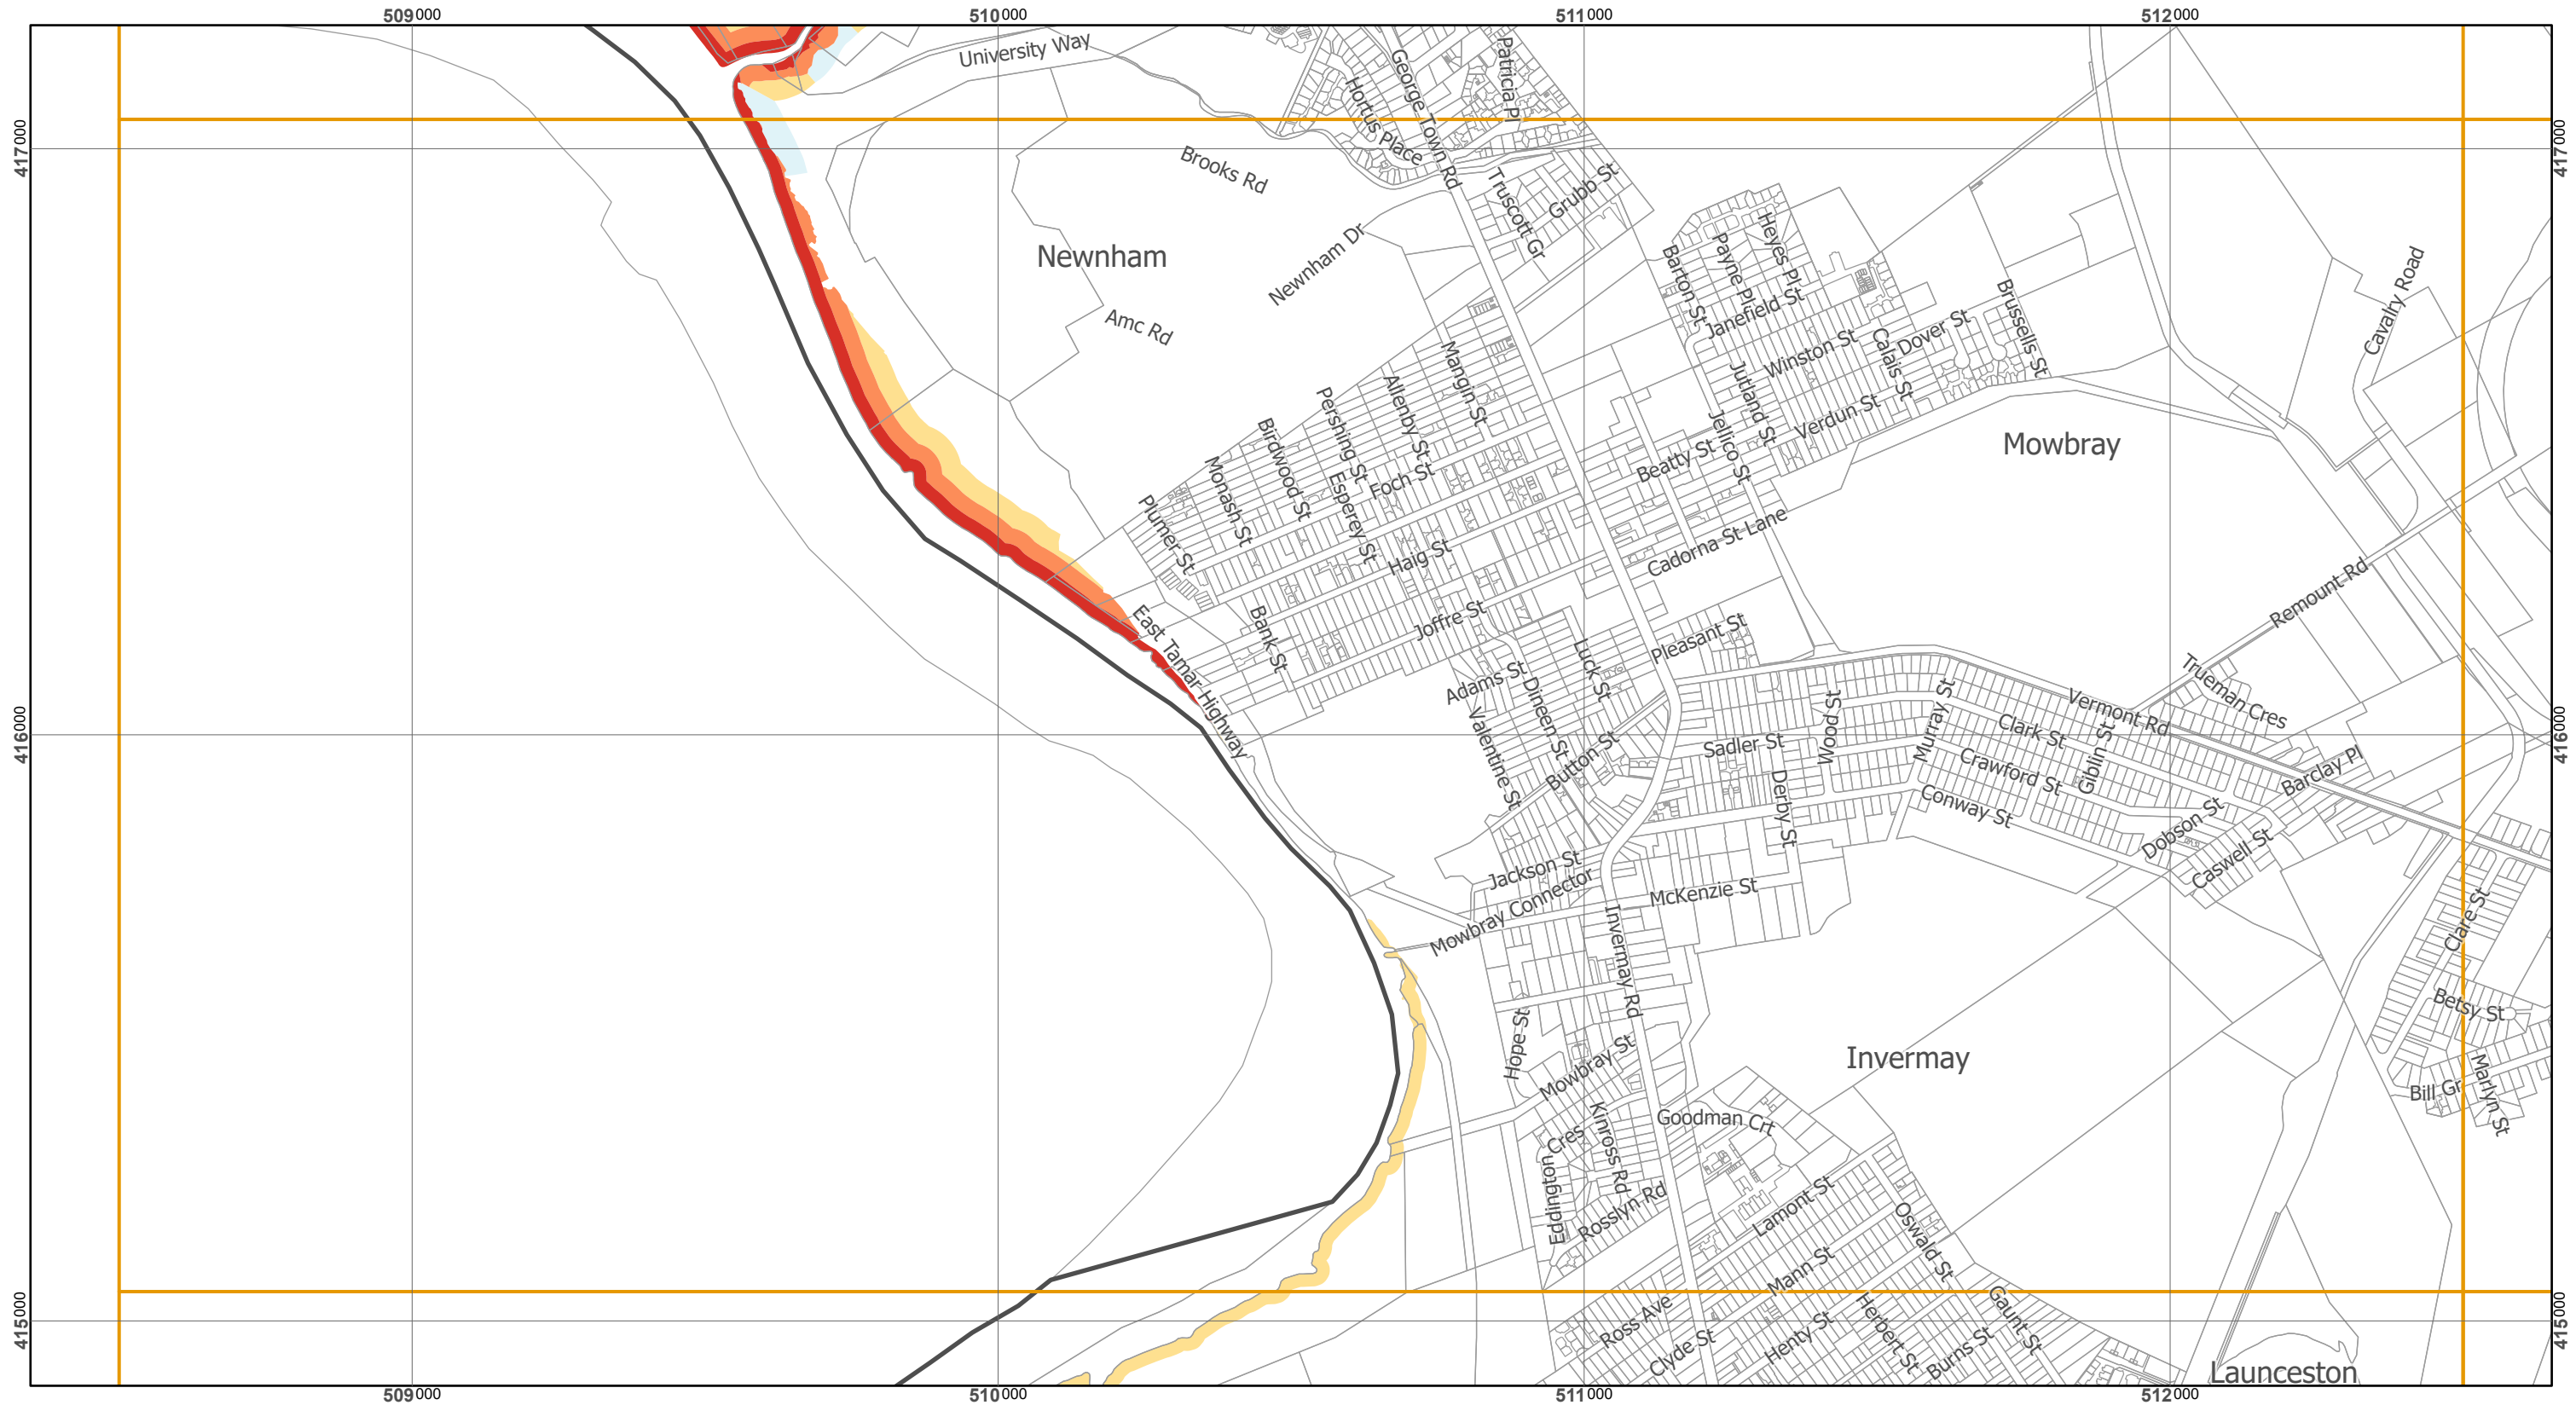 509000
510000
511000
512000
University Way
George Town Rd
Patricia Pl
Hortus Place
417000
417000
Brooks Rd
Truscott Gr
Grubb St
Newnham
Newnham Dr
Barton St
Payne Pl
Heyes Pl
Janefield St
Amc Rd
Cavalry Road
Brussells St
Dover St
Calais St
Winston St
Mangin St
Allenby St
Pershing St
Jutland St
Verdun St
Jellico St
Beatty St
Mowbray
Birdwood St
Monash St
Foch St
Esperey St
Plumer St
Haig St
Cadorna St Lane
Remount Rd
East Tamar Highway
Bank St
Joffre St
Pleasant St
Luck St
Adams St
Dineen St
Trueman Cres
Vermont Rd
416000
416000
Valentine St
Button St
Sadler St
Wood St
Murray St
Clark St
Giblin St
Crawford St
Barclay Pl
Derby St
Conway St
Dobson St
Caswell St
Jackson St
Mowbray Connector
McKenzie St
Invermay Rd
Clare St
Betsy St
Hope St
Mowbray St
Invermay
Marlyn St
Bill Gr
Kinross Rd
Goodman Crt
Eddington Cres
Rosslyn Rd
Lamont St
Oswald St
Mann St
415000
415000
Ross Ave
Clyde St
Henty St
Herbert St
Burns St
Gaunt St
Launceston
509000
510000
511000
512000